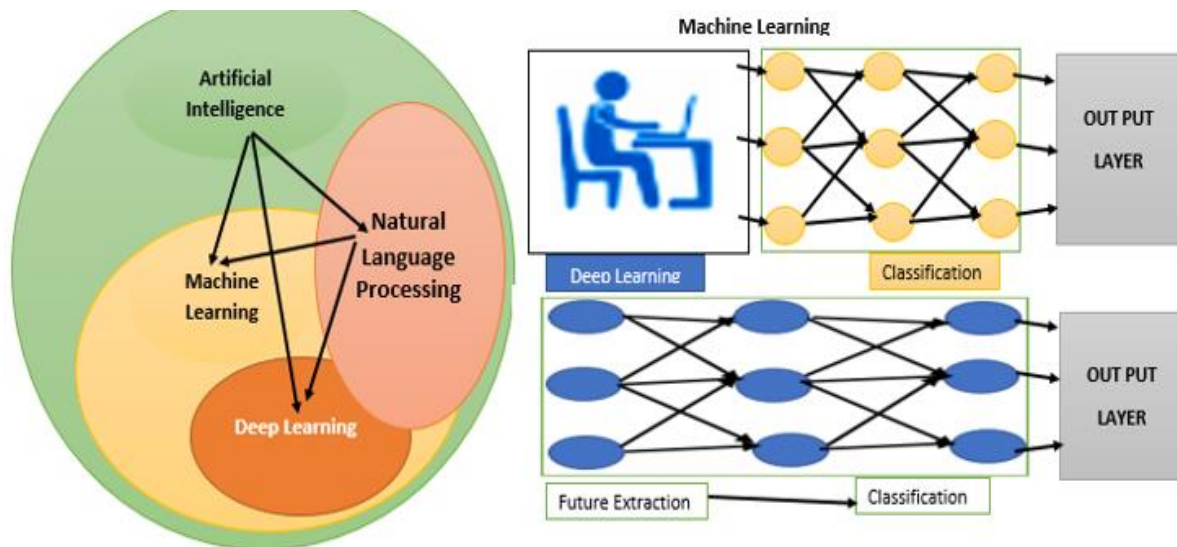 Artificial
Intelligence
Natural
Language
Processing
Machine
Learning
Deep Learning
Machine Learning
OUT PUT
LAYER
Deep Learning
Classification
OUT PUT
LAYER
Future Extraction
Classification